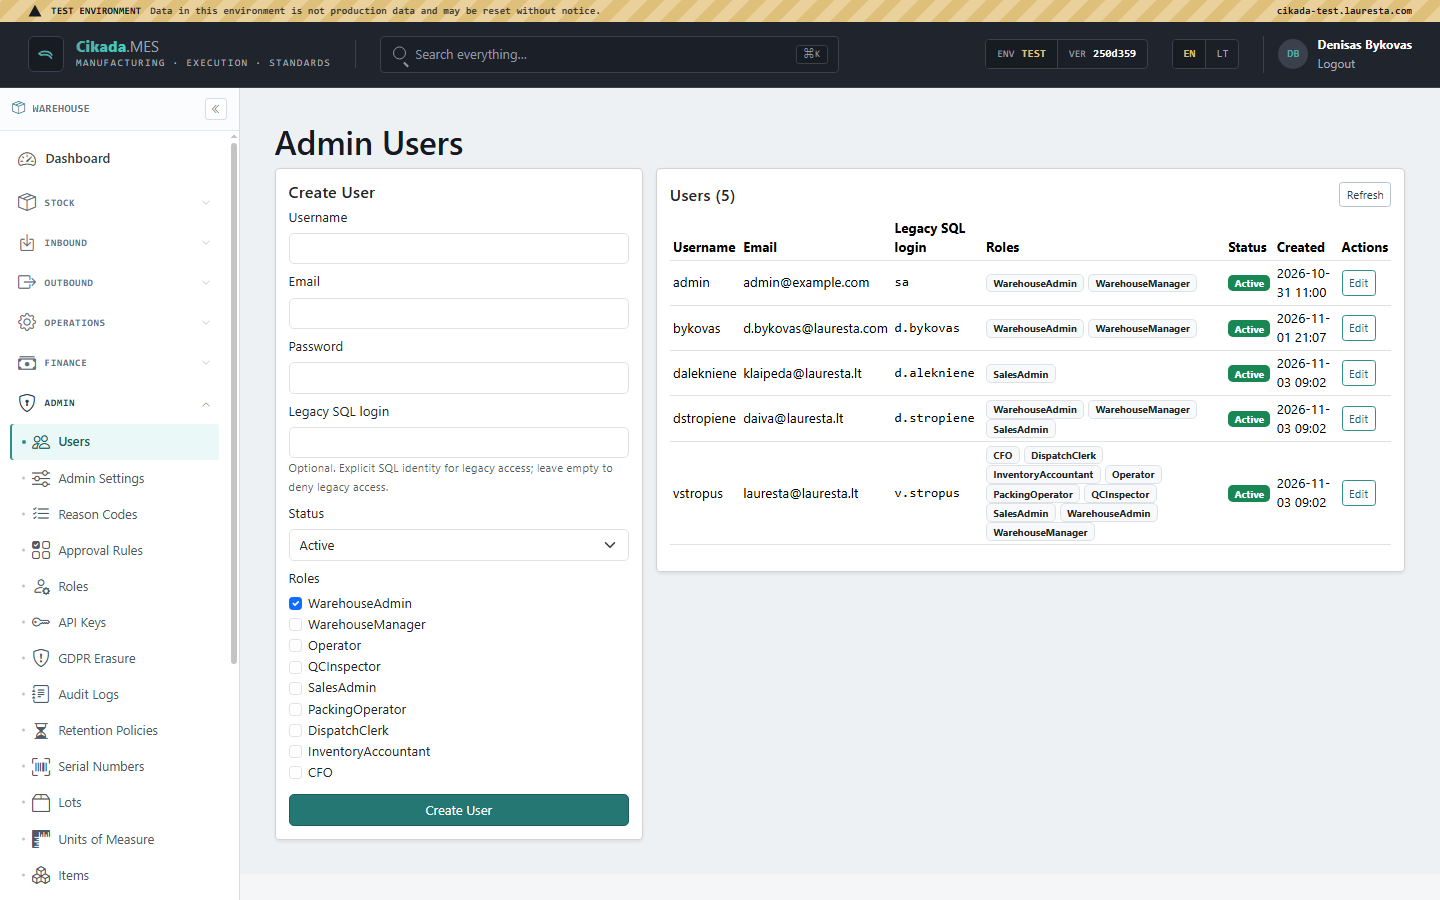 TEST ENVIRONMENT Data in this environment is not production data and may be reset without notice.
cikada-test.lauresta.com
Cikada.MES
MANUFACTURING · EXECUTION · STANDARDS
Search everything...
⌘K
ENV TEST
VER 250d359
EN
LT
DB
Denisas Bykovas
Logout
WAREHOUSE
Dashboard
STOCK
INBOUND
OUTBOUND
OPERATIONS
FINANCE
ADMIN
Users
Admin Settings
Reason Codes
Approval Rules
Roles
API Keys
GDPR Erasure
Audit Logs
Retention Policies
Serial Numbers
Lots
Units of Measure
Items
Admin Users
Create User
Username
Email
Password
Legacy SQL login
Optional. Explicit SQL identity for legacy access; leave empty to
deny legacy access.
Status
Active
Roles
WarehouseAdmin
WarehouseManager
Operator
QCInspector
SalesAdmin
PackingOperator
DispatchClerk
InventoryAccountant
CFO
Create User
Users (5)
Refresh
Username Email Legacy SQL login Roles Status Created Actions
admin admin@example.com sa WarehouseAdmin WarehouseManager Active 2026-10-31 11:00 Edit
bykovas d.bykovas@lauresta.com d.bykovas WarehouseAdmin WarehouseManager Active 2026-11-01 21:07 Edit
dalekniene klaipeda@lauresta.lt d.alekniene SalesAdmin Active 2026-11-03 09:02 Edit
dstropiene daiva@lauresta.lt d.stropiene WarehouseAdmin WarehouseManager SalesAdmin Active 2026-11-03 09:02 Edit
vstropus lauresta@lauresta.lt v.stropus CFO DispatchClerk InventoryAccountant Operator PackingOperator QCInspector SalesAdmin WarehouseAdmin WarehouseManager Active 2026-11-03 09:02 Edit